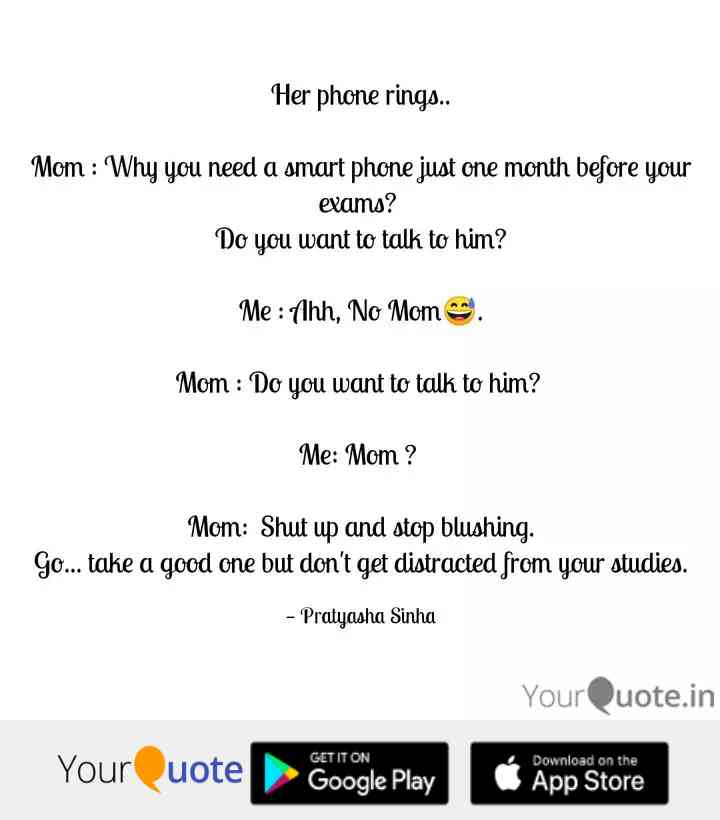 Her phone rings..
Mom : Why you need a smart phone just one month before your
exams?
Do you want to talk to him?
Me : Ahh, No Mom😅.
Mom : Do you want to talk to him?
Me: Mom ?
Mom: Shut up and stop blushing.
Go... take a good one but don't get distracted from your studies.
– Pratyasha Sinha
YourQuote.in
YourQuote
GET IT ON
Google Play
Download on the
App Store